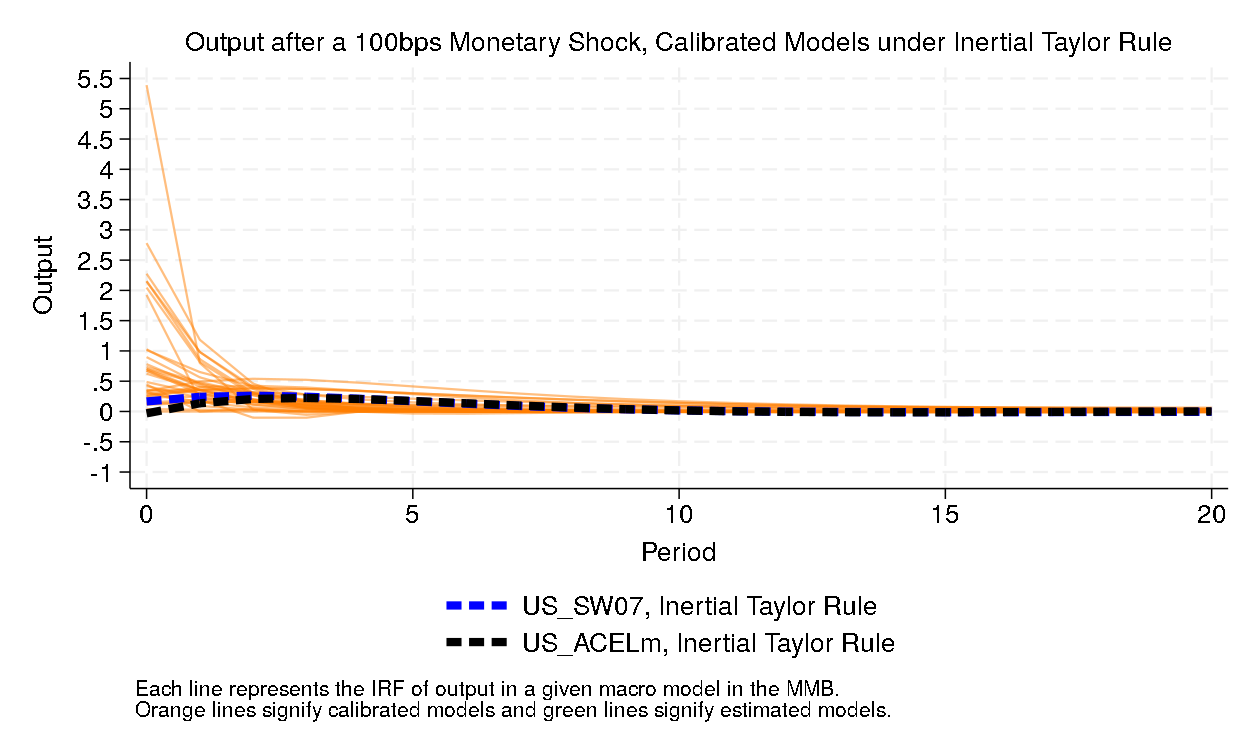 Output after a 100bps Monetary Shock, Calibrated Models under Inertial Taylor Rule
Output
5.5
5
4.5
4
3.5
3
2.5
2
1.5
1
.5
0
-.5
-1
0 5 10 15 20
Period
US_SW07, Inertial Taylor Rule
US_ACELm, Inertial Taylor Rule
Each line represents the IRF of output in a given macro model in the MMB.
Orange lines signify calibrated models and green lines signify estimated models.